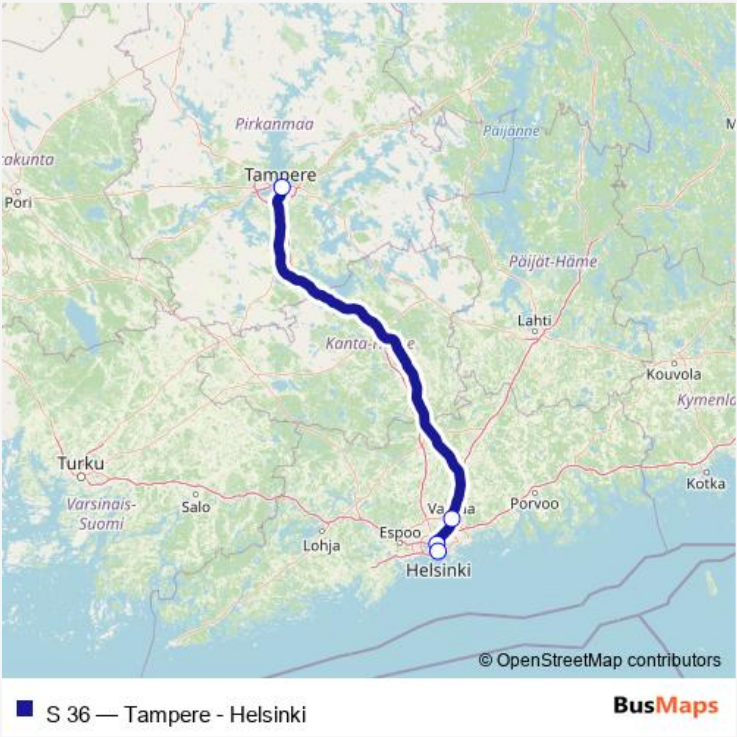 Pirkanmaa
Päijänne
M
akunta
Tampere
Pori
Päijät-Häme
Lahti
Kanta-Häme
Kouvola
Kymenla
Turku
Kotka
Varsinais-
Suomi
Salo
Porvoo
Espoo
Lohja
Helsinki
© OpenStreetMap contributors
S 36 — Tampere - Helsinki
BusMaps